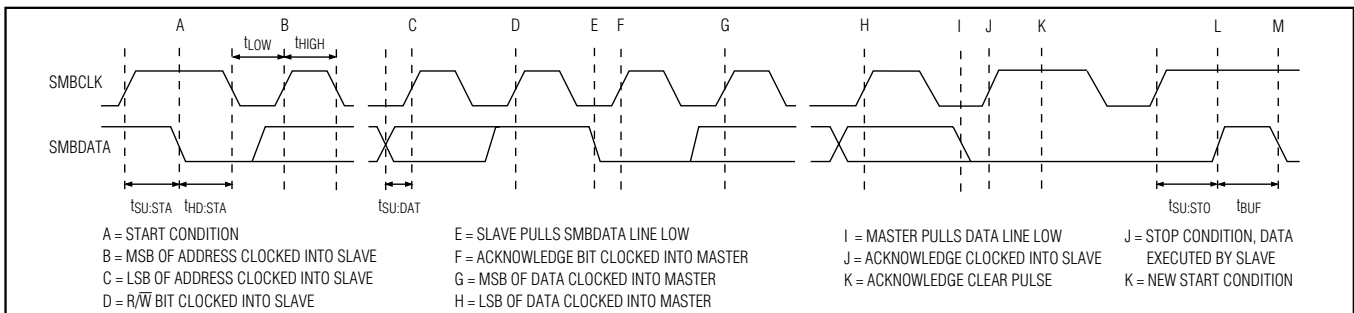 A B C D E F G H I J K L M
tLOW tHIGH
SMBCLK
SMBDATA
tSU:STA tHD:STA tSU:DAT tSU:STO tBUF
A = START CONDITION
B = MSB OF ADDRESS CLOCKED INTO SLAVE
C = LSB OF ADDRESS CLOCKED INTO SLAVE
D = R/W̅ BIT CLOCKED INTO SLAVE
E = SLAVE PULLS SMBDATA LINE LOW
F = ACKNOWLEDGE BIT CLOCKED INTO MASTER
G = MSB OF DATA CLOCKED INTO MASTER
H = LSB OF DATA CLOCKED INTO MASTER
I = MASTER PULLS DATA LINE LOW
J = ACKNOWLEDGE CLOCKED INTO SLAVE
K = ACKNOWLEDGE CLEAR PULSE
J = STOP CONDITION, DATA
EXECUTED BY SLAVE
K = NEW START CONDITION